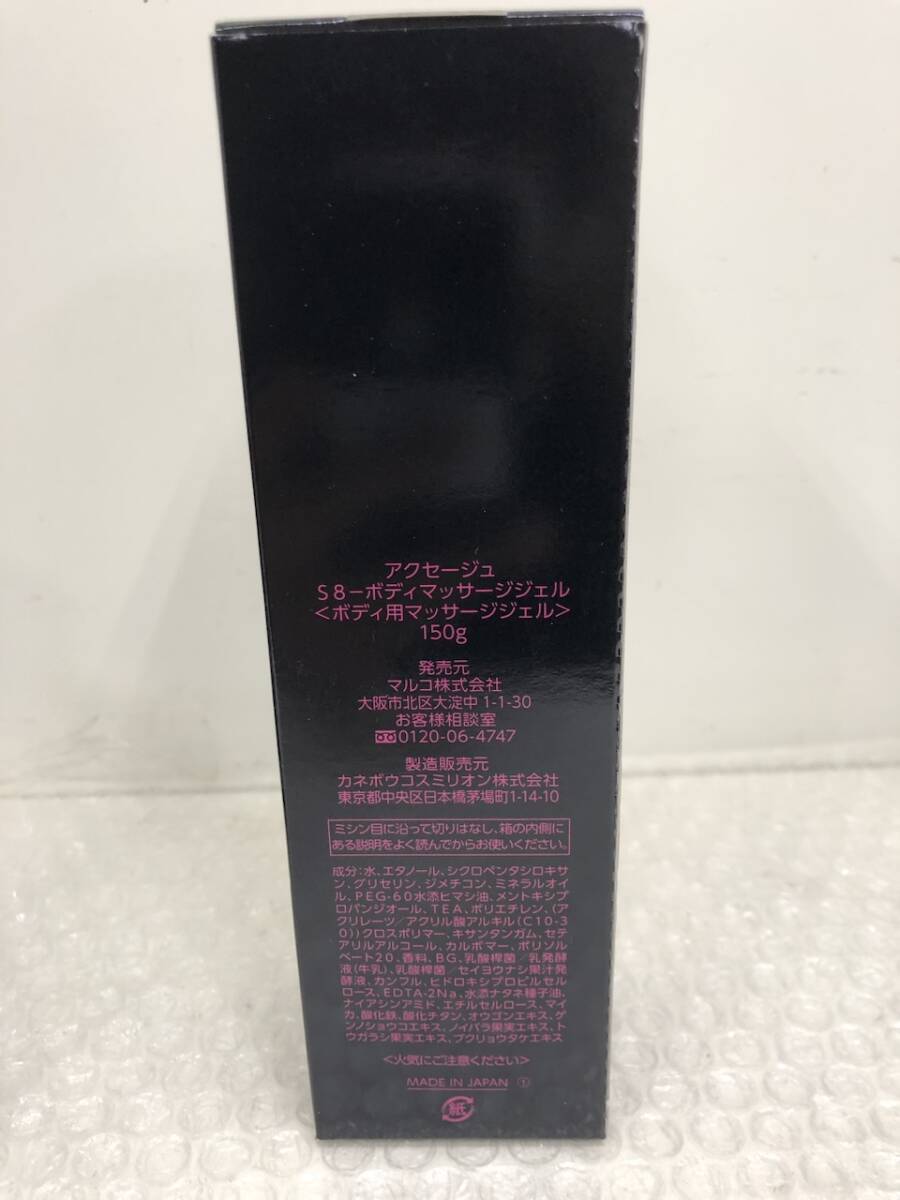 アクセージュ
S8-ボディマッサージジェル
<ボディ用マッサージジェル>
150g
発売元
マルコ株式会社
大阪市北区大淀中1-1-30
お客様相談室
0120-06-4747
製造販売元
カネボウコスミリオン株式会社
東京都中央区日本橋茅場町1-14-10
ミシン目に沿って切りはなし、箱の内側に
ある説明をよく読んでからお使いください。
成分:水、エタノール、シクロペンタシロキサ
ン、グリセリン、ジメチコン、ミネラルオイ
ル、PEG-60水添ヒマシ油、メントキシプ
ロパンジオール、TEA、ポリエチレン、(ア
クリレーツ/アクリル酸アルキル(C10-3
0))クロスポリマー、キサンタンガム、セテ
アリルアルコール、カルボマー、ポリソル
ベート20、香料、BG、乳酸桿菌/乳発酵
液(牛乳)、乳酸桿菌/セイヨウナシ果汁発
酵液、カンフル、ヒドロキシプロピルセル
ロース、EDTA-2Na、水添ナタネ種子油、
ナイアシンアミド、エチルセルロース、マイ
カ、酸化鉄、酸化チタン、オウゴンエキス、ゲ
ンノショウコエキス、ノイバラ果実エキス、ト
ウガラシ果実エキス、ブクリョウタケエキス
<火気にご注意ください>
MADE IN JAPAN ①
紙